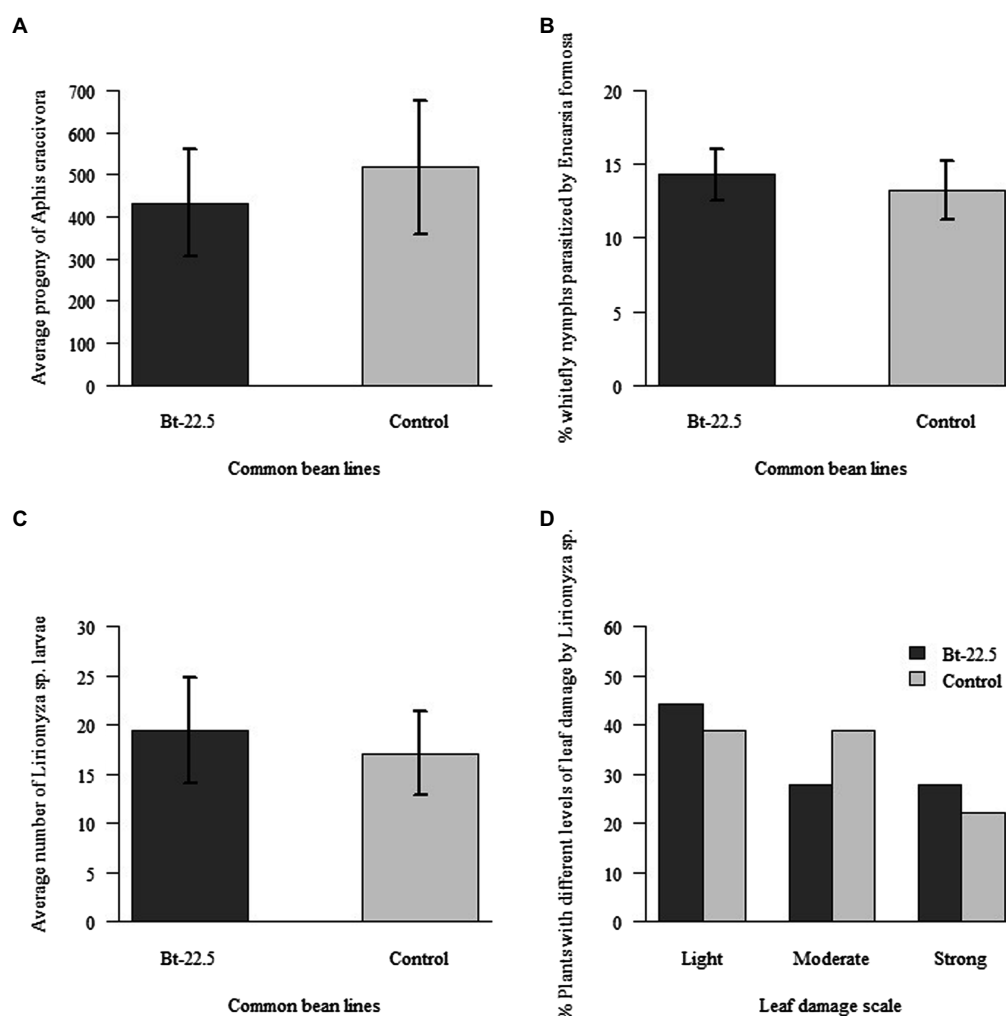 A
Average progeny of Aphis craccivora
700
600
500
400
300
200
100
0
Bt-22.5
Control
Common bean lines
B
% whitefly nymphs parasitized by Encarsia formosa
20
15
10
5
0
Bt-22.5
Control
Common bean lines
C
Average number of Liriomyza sp. larvae
30
25
20
15
10
5
0
Bt-22.5
Control
Common bean lines
D
% Plants with different levels of leaf damage by Liriomyza sp.
60
50
40
30
20
10
0
Bt-22.5
Control
Light
Moderate
Strong
Leaf damage scale